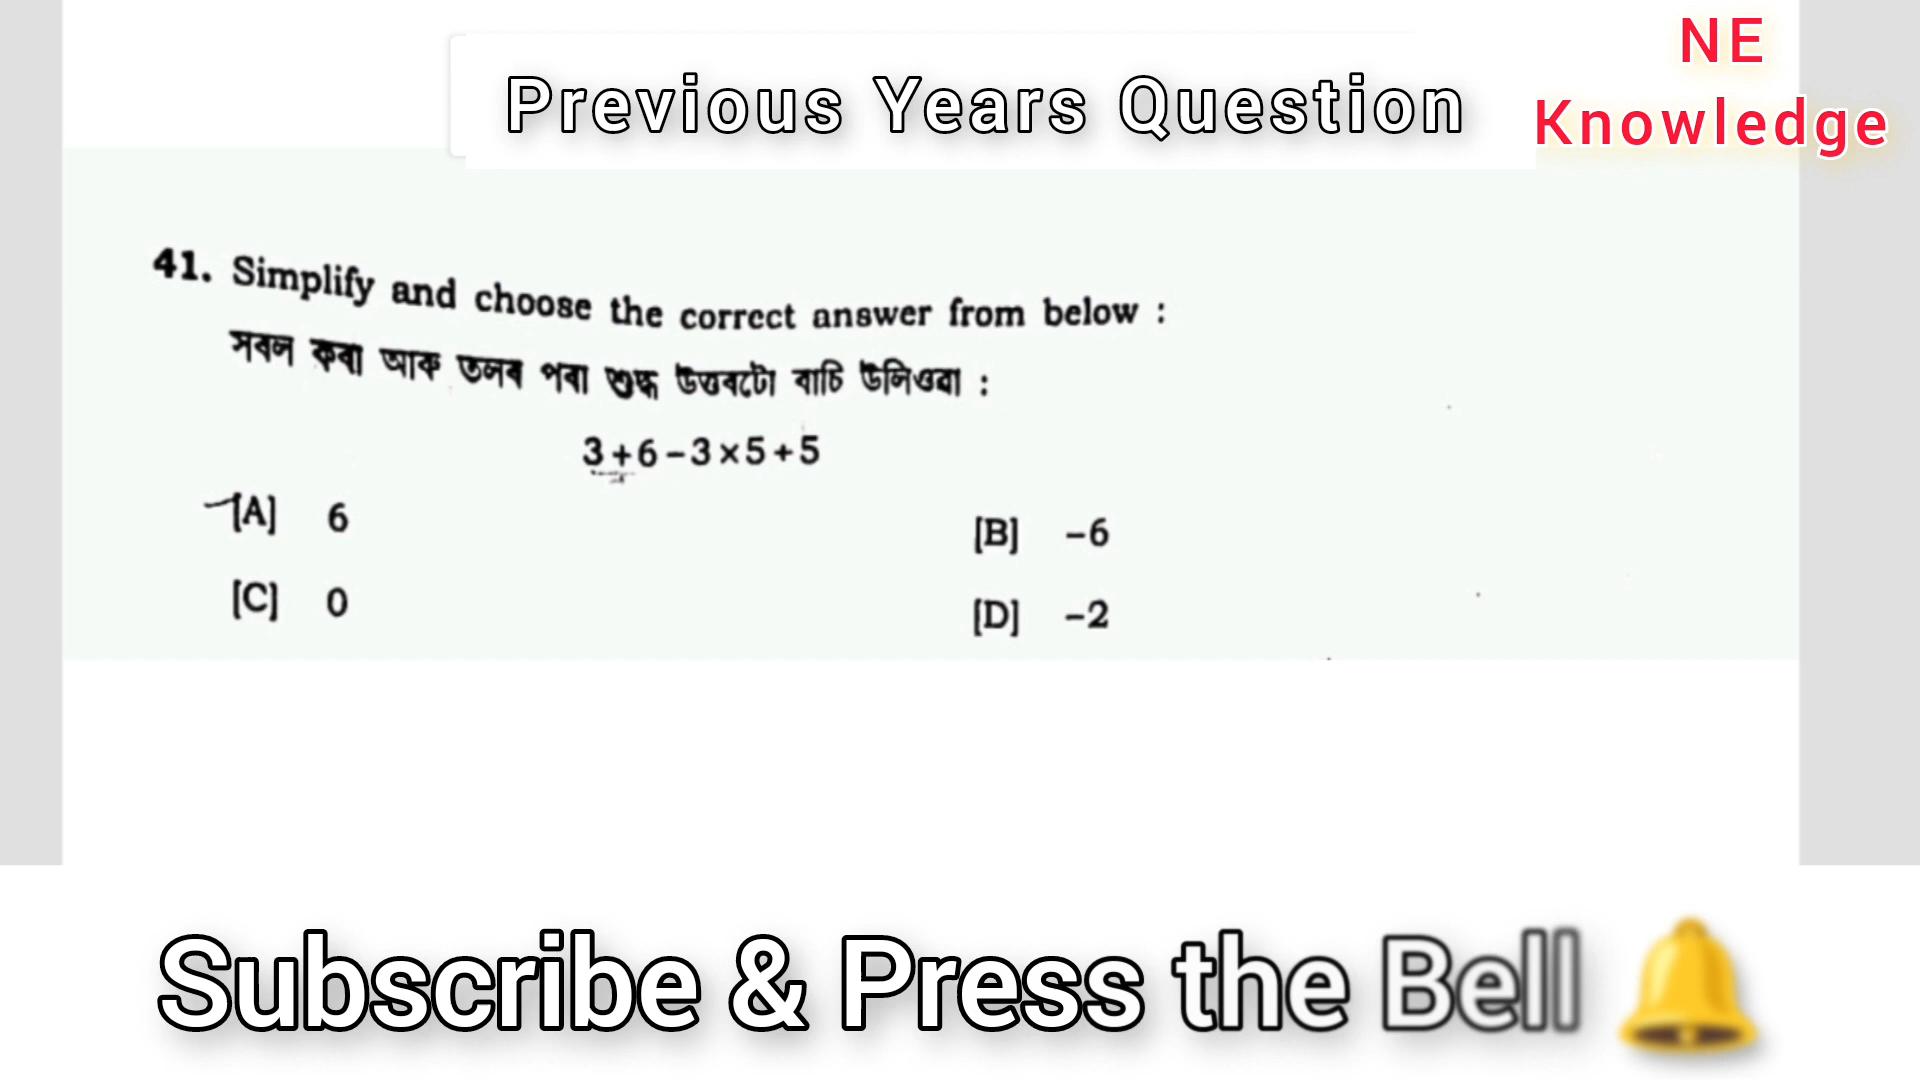 Previous Years Question
NE
Knowledge
41. Simplify and choose the correct answer from below :
সৰল কৰা আৰু তলৰ পৰা শুদ্ধ উত্তৰটো বাচি উলিওৱা :
3+6−3×5+5
[A] 6
[B] −6
[C] 0
[D] −2
Subscribe & Press the Bell 🔔